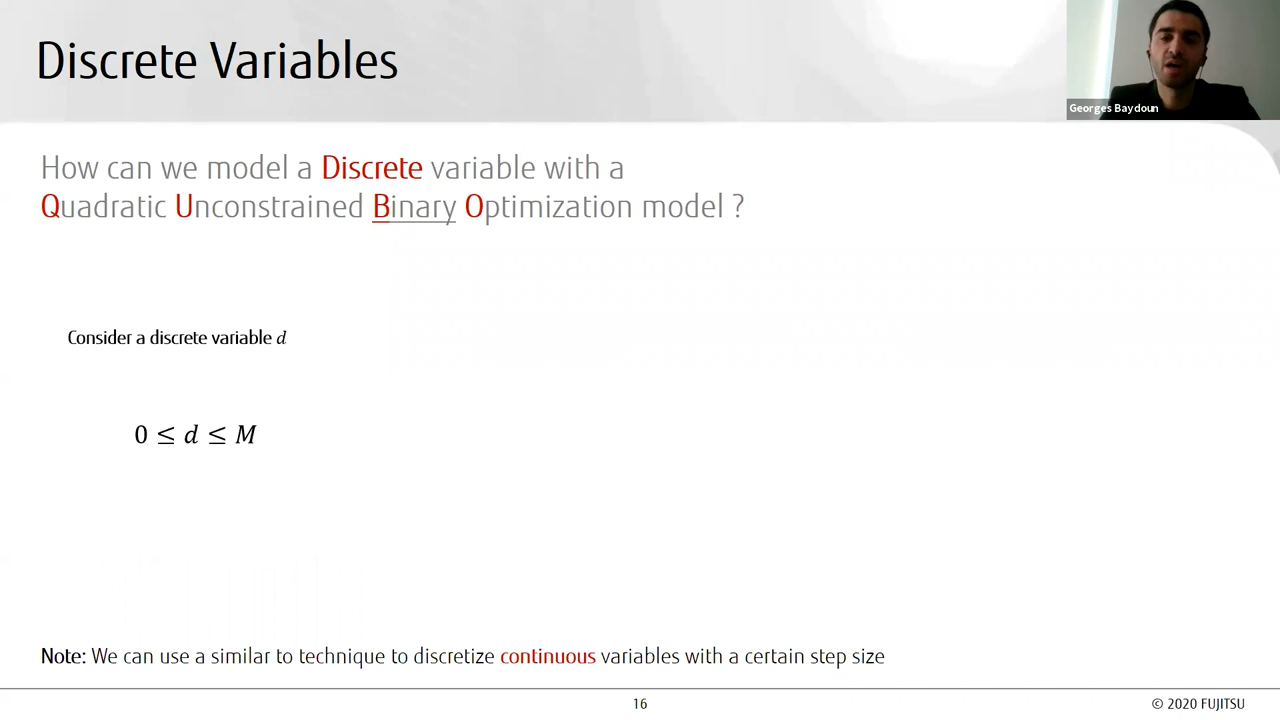 Discrete Variables
Georges Baydoun
How can we model a Discrete variable with a
Quadratic Unconstrained Binary Optimization model ?
Consider a discrete variable d
0 ≤ d ≤ M
Note: We can use a similar to technique to discretize continuous variables with a certain step size
16
© 2020 FUJITSU